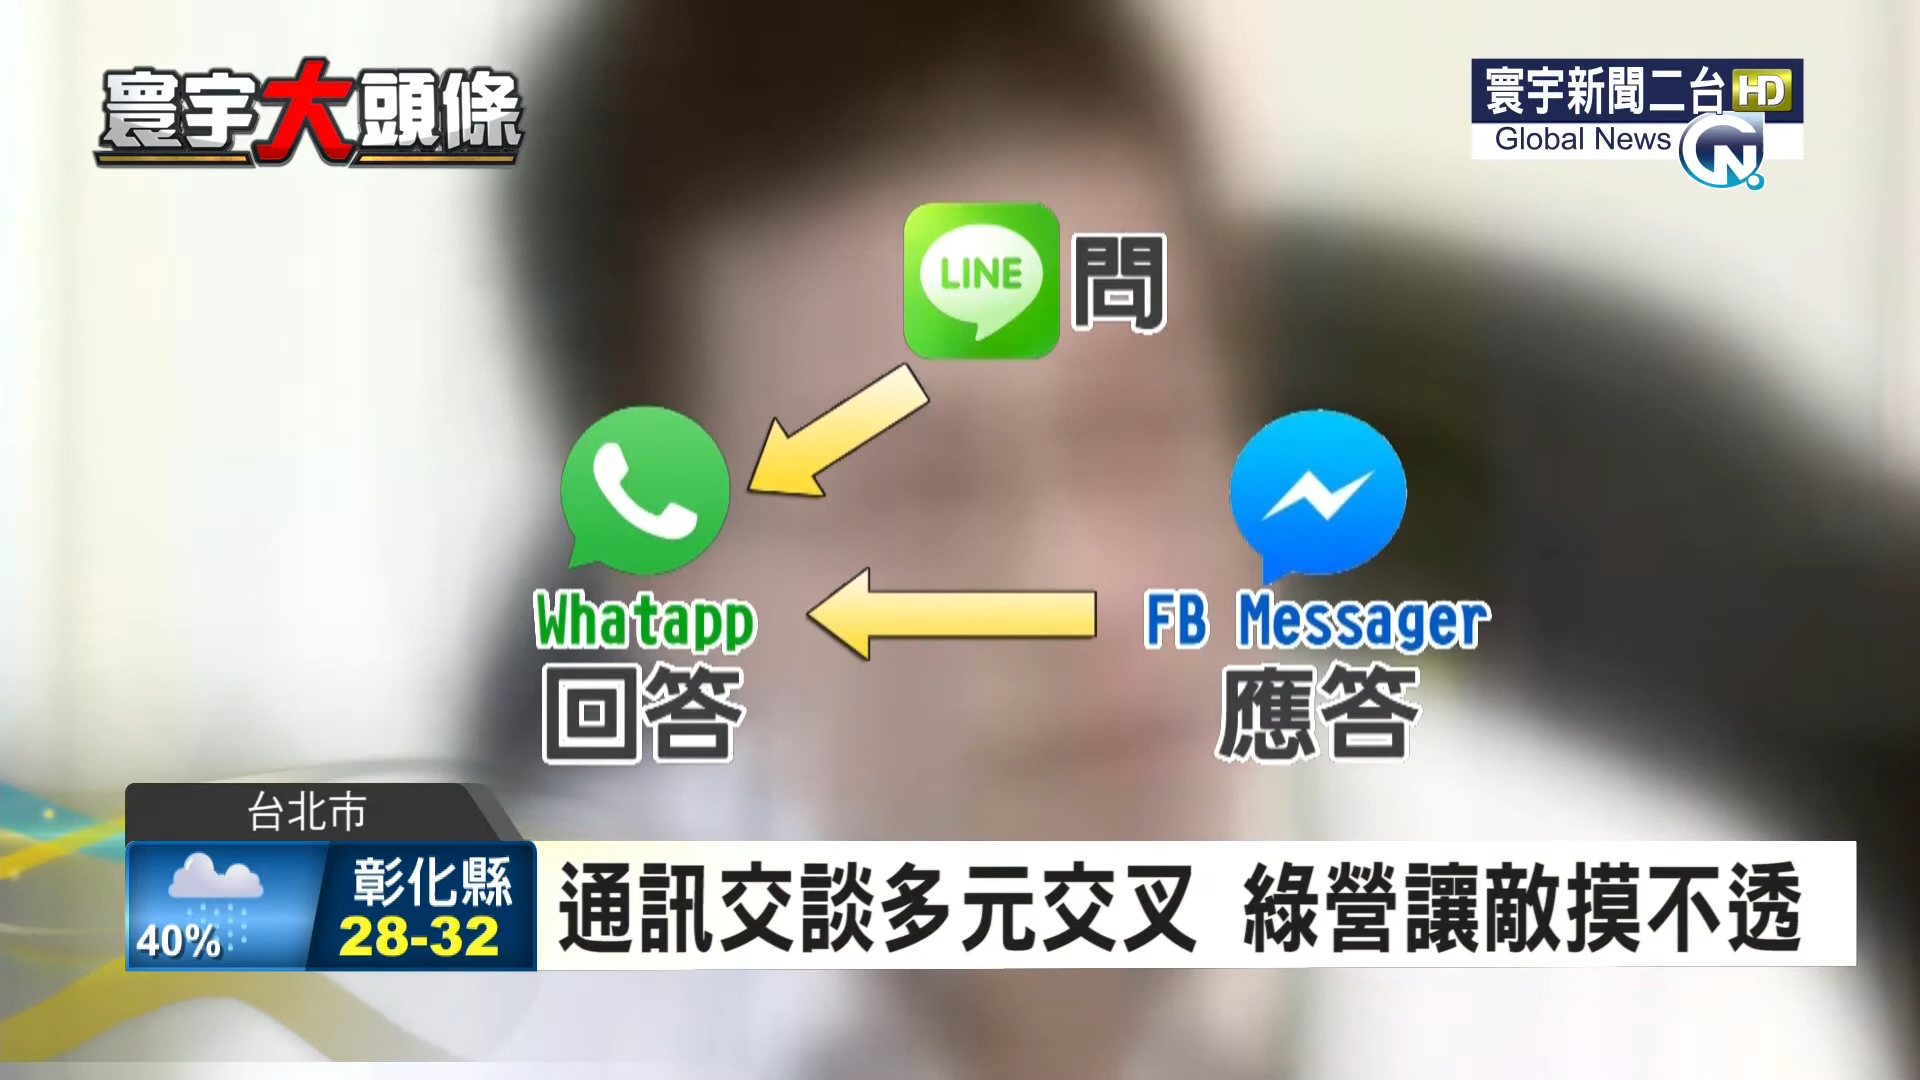 寰宇大頭條
寰宇新聞二台HD
Global News
LINE 問
Whatapp
回答
FB Messager
應答
台北市
彰化縣
40%
28-32
通訊交談多元交叉 綠營讓敵摸不透